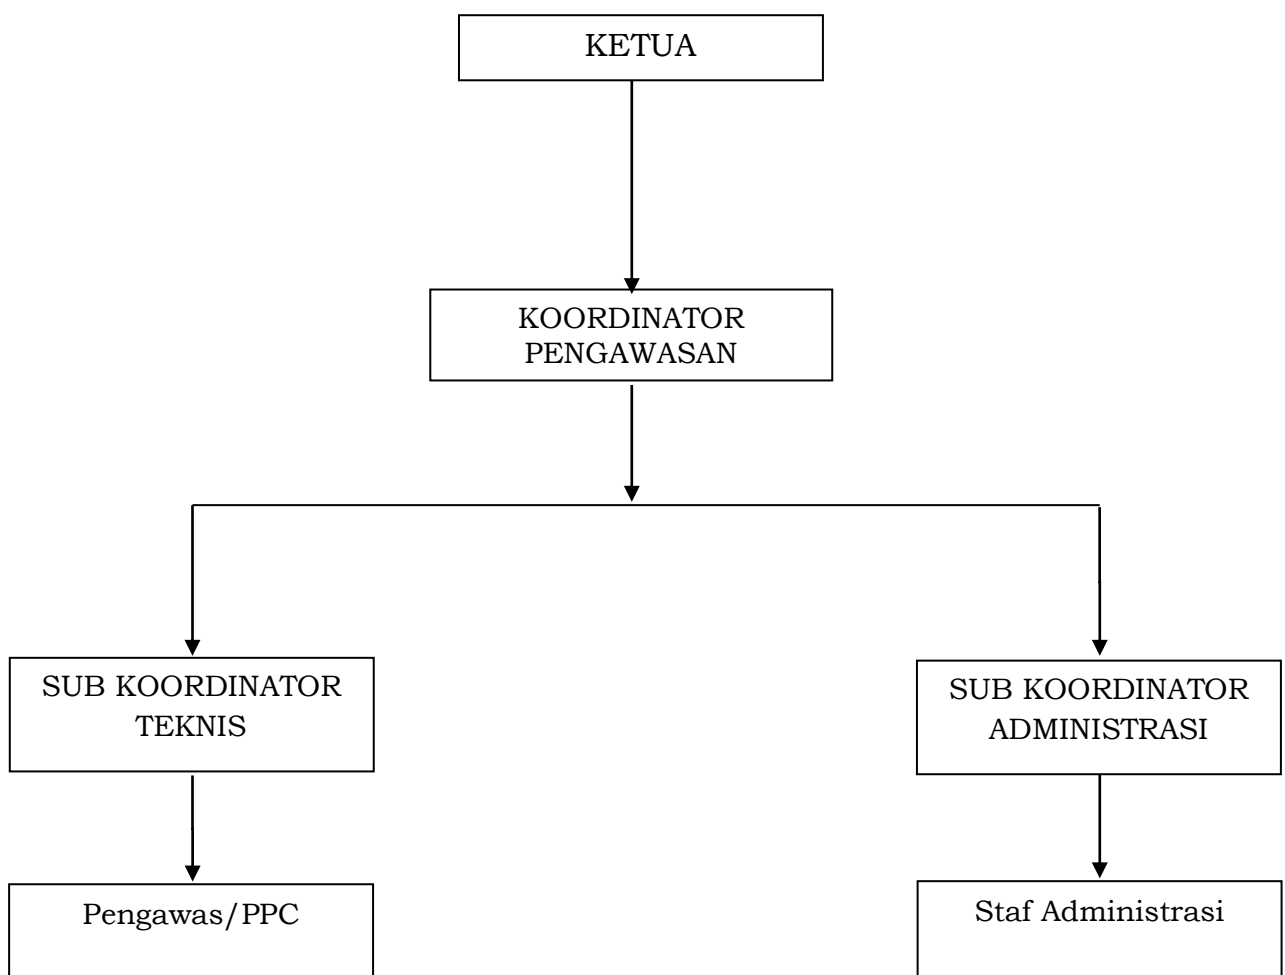 KETUA
KOORDINATOR
PENGAWASAN
SUB KOORDINATOR
TEKNIS
SUB KOORDINATOR
ADMINISTRASI
Pengawas/PPC
Staf Administrasi